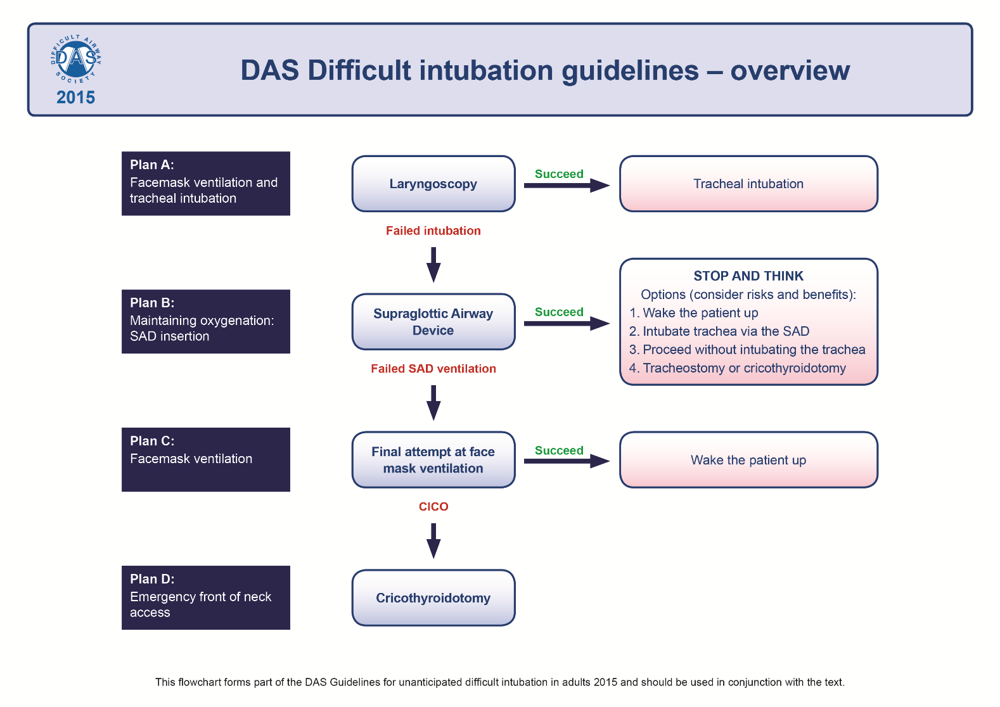 DIFFICULT AIRWAY
DAS
SOCIETY
2015
DAS Difficult intubation guidelines – overview
Plan A:
Facemask ventilation and
tracheal intubation
Laryngoscopy
Succeed
Tracheal intubation
Failed intubation
Plan B:
Maintaining oxygenation:
SAD insertion
Supraglottic Airway
Device
Succeed
STOP AND THINK
Options (consider risks and benefits):
1. Wake the patient up
2. Intubate trachea via the SAD
3. Proceed without intubating the trachea
4. Tracheostomy or cricothyroidotomy
Failed SAD ventilation
Plan C:
Facemask ventilation
Final attempt at face
mask ventilation
Succeed
Wake the patient up
CICO
Plan D:
Emergency front of neck
access
Cricothyroidotomy
This flowchart forms part of the DAS Guidelines for unanticipated difficult intubation in adults 2015 and should be used in conjunction with the text.